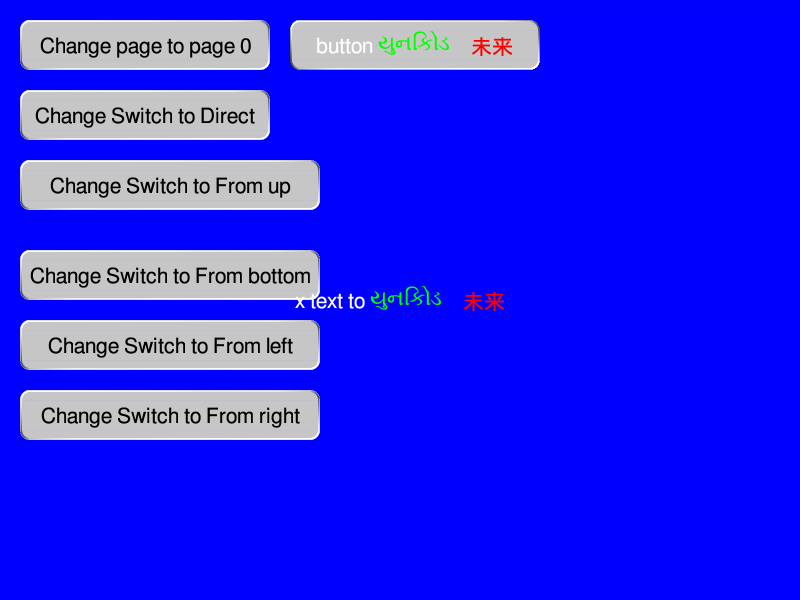 Change page to page 0
button યુનિકોડ 未来
Change Switch to Direct
Change Switch to From up
Change Switch to From bottom
x text to યુનિકોડ 未来
Change Switch to From left
Change Switch to From right